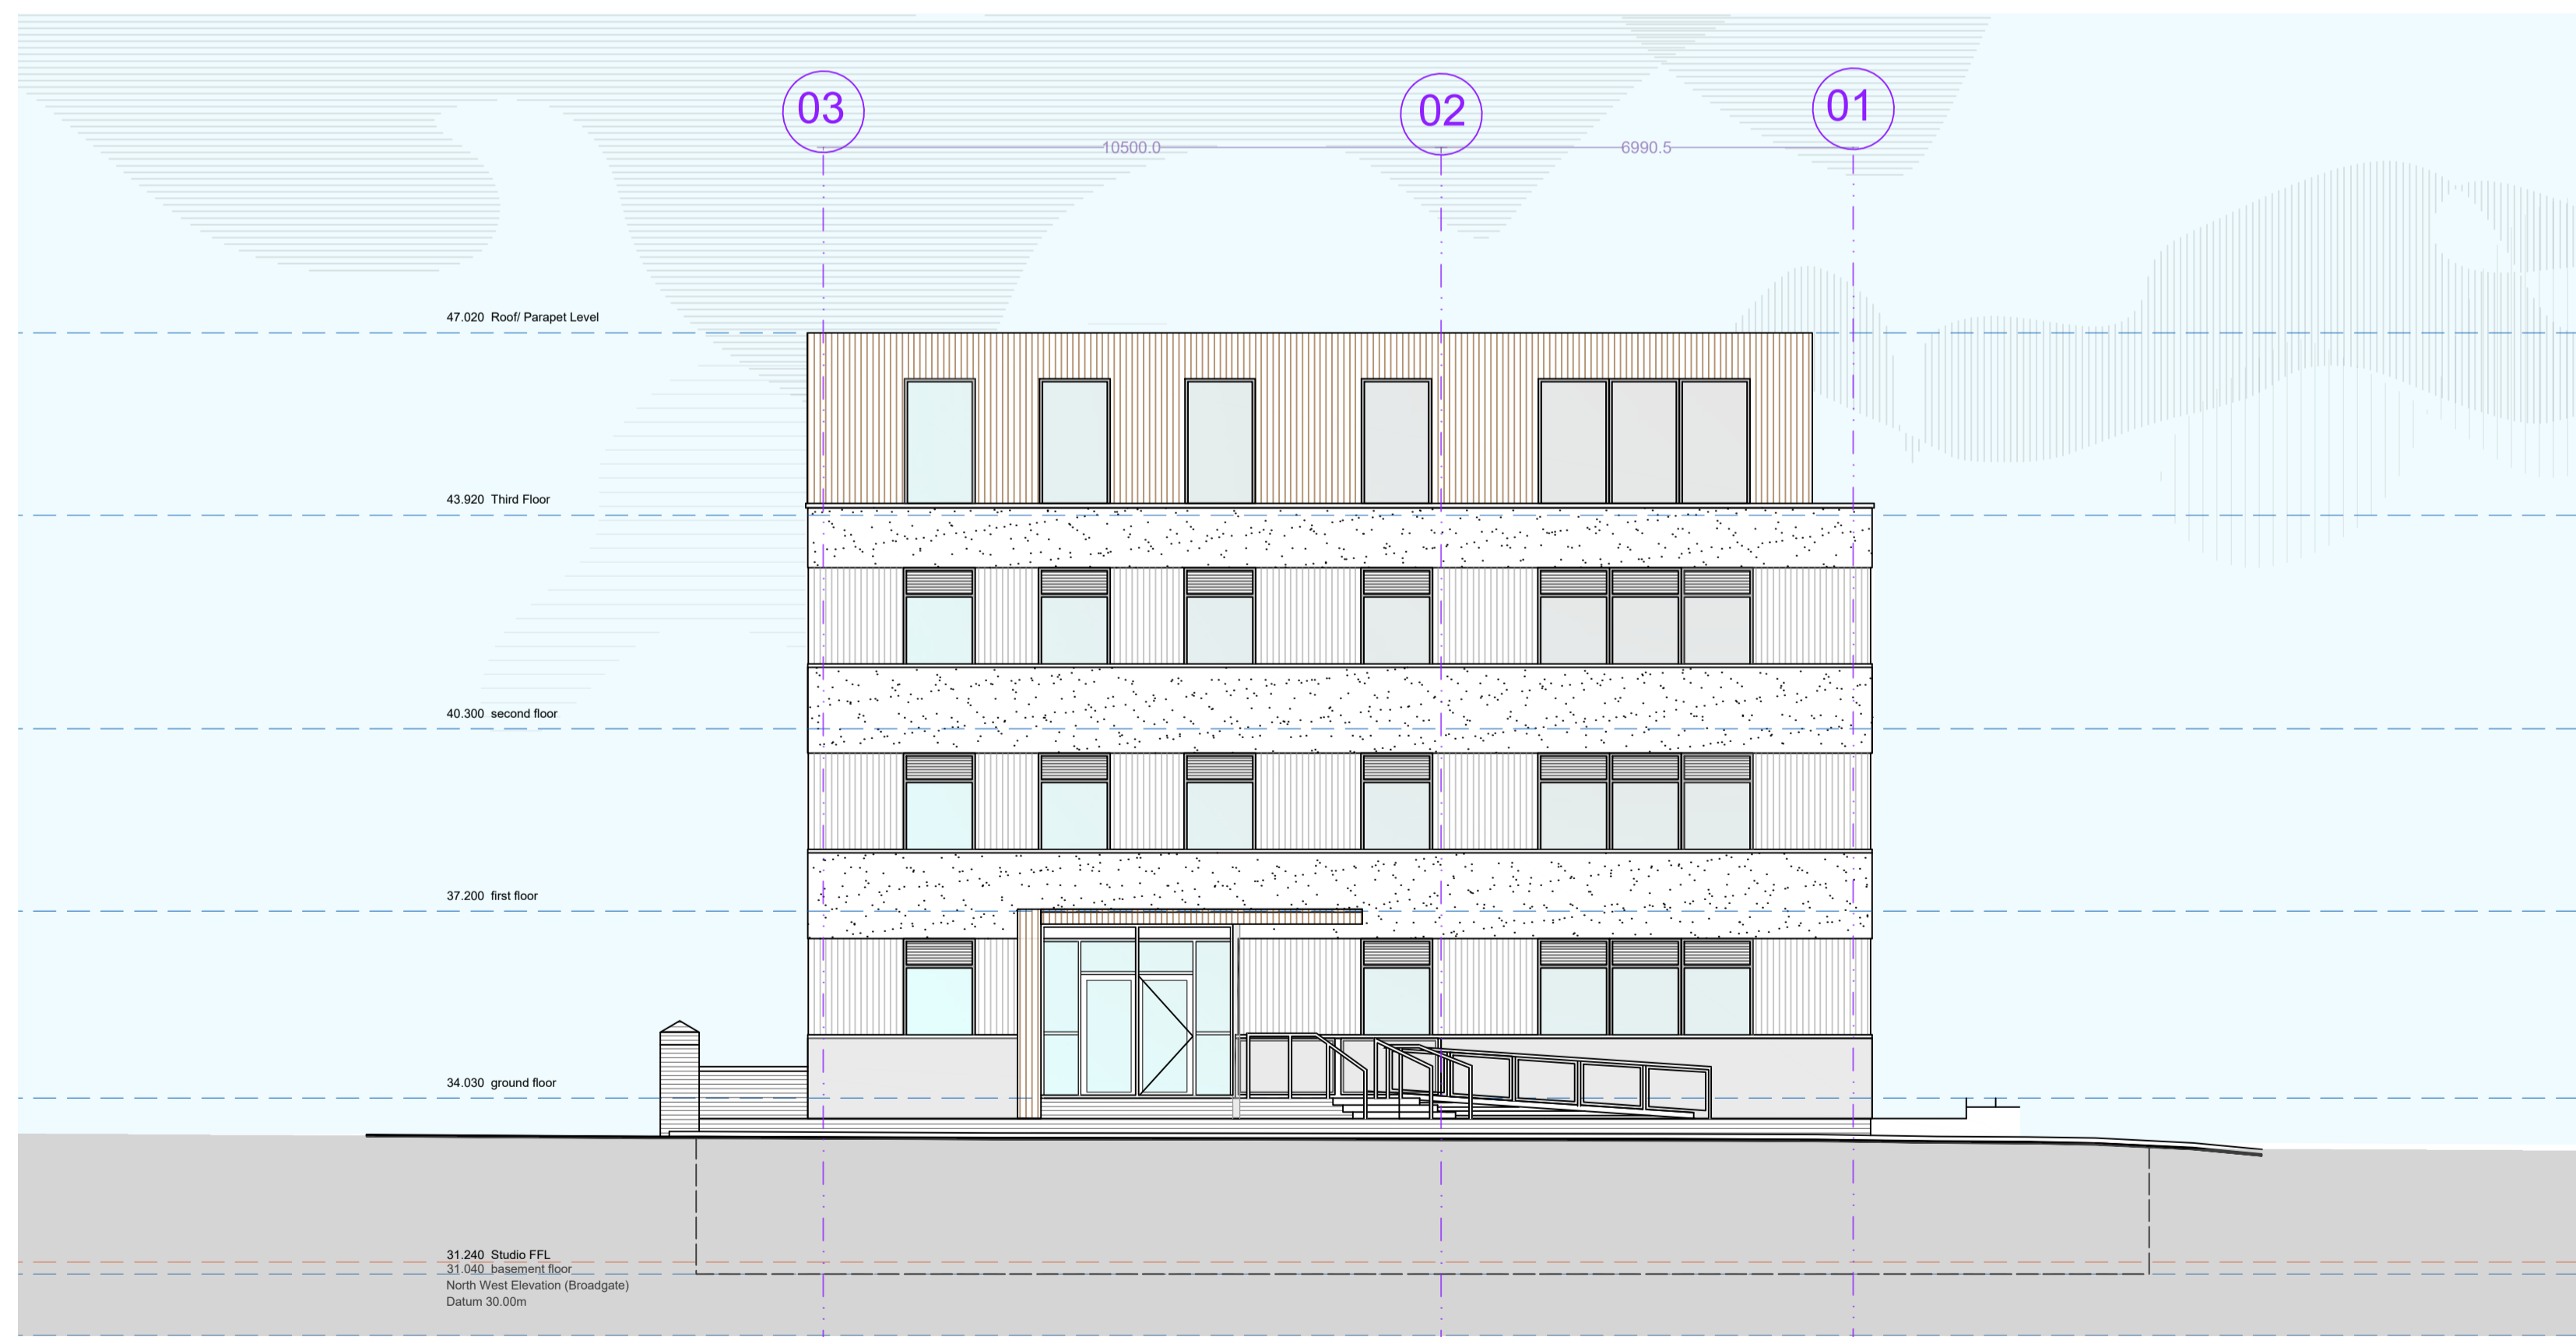 03 02 01
10500.0 6990.5
47.020 Roof/ Parapet Level
43.920 Third Floor
40.300 second floor
37.200 first floor
34.030 ground floor
31.240 Studio FFL
31.040 basement floor
North West Elevation (Broadgate)
Datum 30.00m